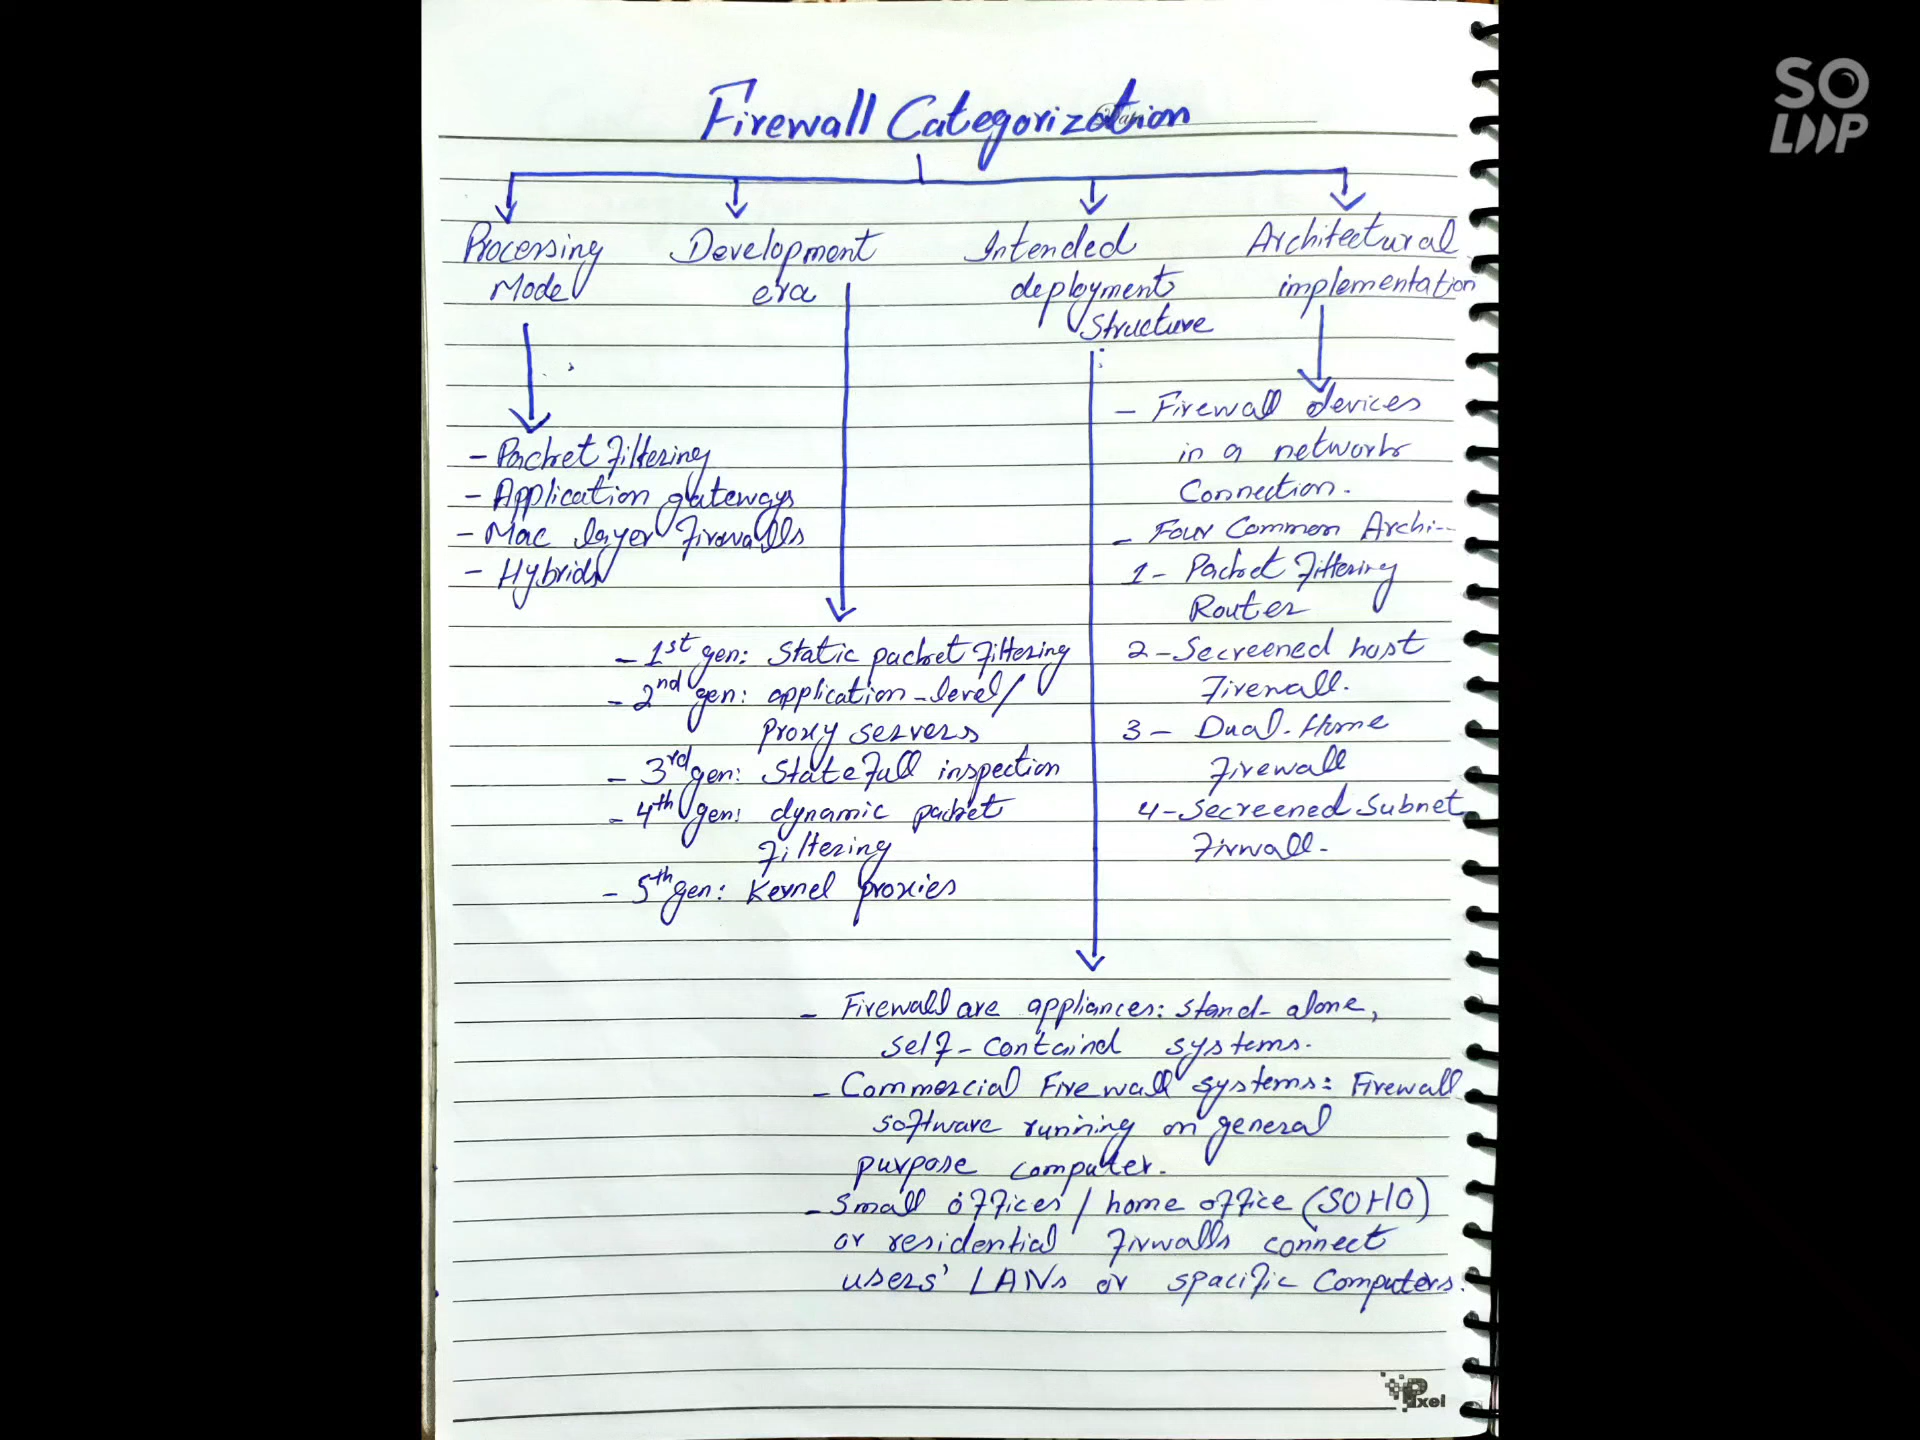 Firewall Categorization
Processing
Mode
Development
era
Intended
deployment
Structure
Architectural
implementation
- Packet filtering
- Application gateways
- Mac layer firewalls
- Hybrids
- 1st gen: Static packet filtering
- 2nd gen: application-level/
proxy servers
- 3rd gen: Statefull inspection
- 4th gen: dynamic packet
filtering
- 5th gen: Kernel proxies
- Firewall devices
in a network
Connection.
- Four Common Archi--
1- Packet filtering
Router
2-Secreened host
firewall.
3- Dual-Home
firewall
4-Secreened Subnet
firwall-
- Firewall are appliances: stand-alone,
self-containd systems.
- Commercial Firewall systems: Firewall
software running on general
purpose computer.
- Small offices/home office (SOHO)
or residential firwalls connect
users' LANs or spacific Computers.
SO
LOOP
Pixel